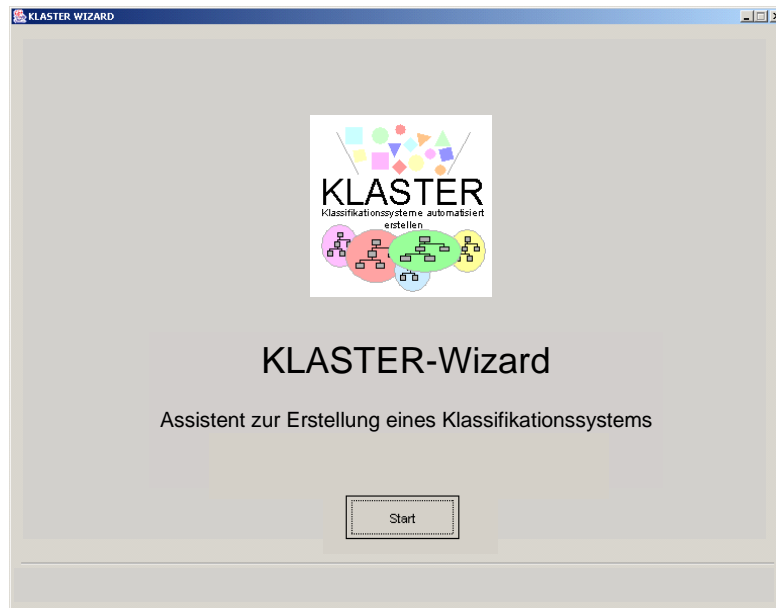 KLASTER WIZARD
KLASTER
Klassifikationssysteme automatisiert
erstellen
KLASTER-Wizard
Assistent zur Erstellung eines Klassifikationssystems
Start